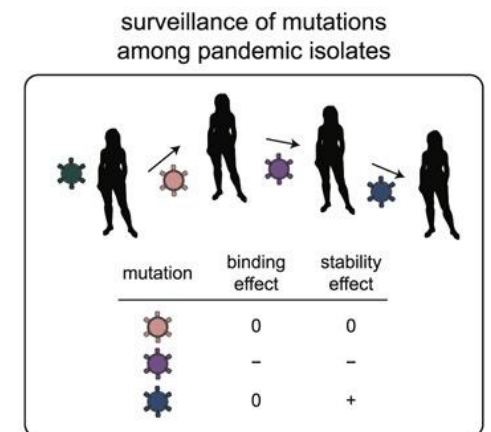 surveillance of mutations
among pandemic isolates
mutation binding effect stability effect
0 0
– –
0 +